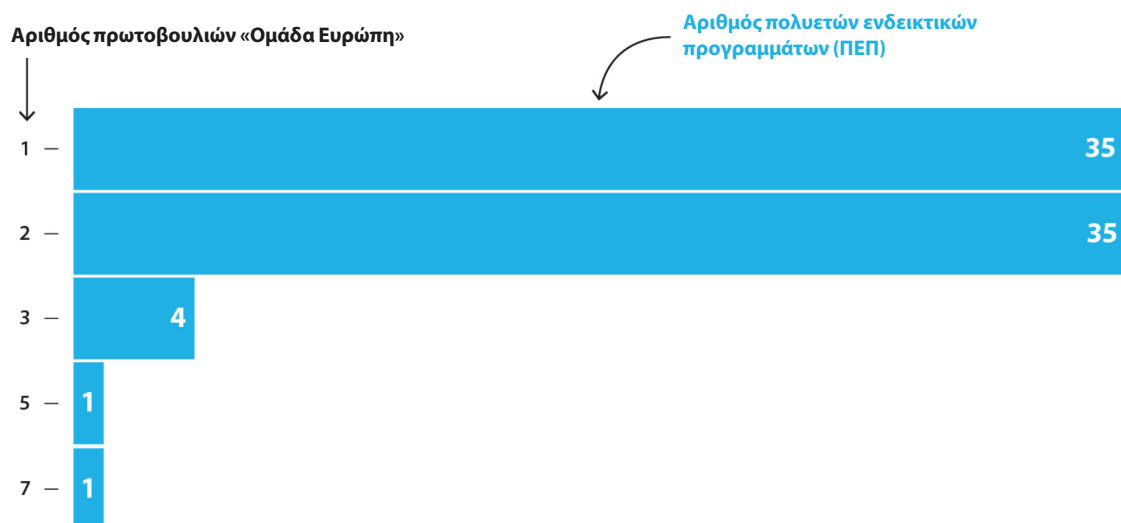 Αριθμός πρωτοβουλιών «Ομάδα Ευρώπη»
Αριθμός πολυετών ενδεικτικών
προγραμμάτων (ΠΕΠ)
1 — 35
2 — 35
3 — 4
5 — 1
7 — 1